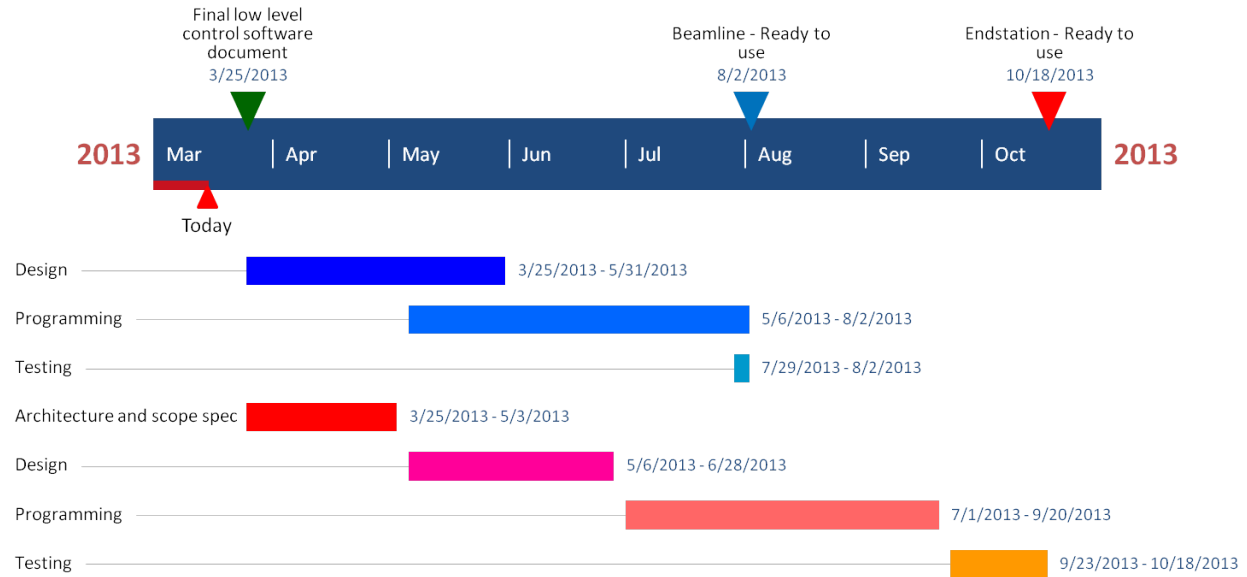 Final low level
control software
document
3/25/2013
Beamline - Ready to
use
8/2/2013
Endstation - Ready to
use
10/18/2013
2013 Mar Apr May Jun Jul Aug Sep Oct 2013
Today
Design 3/25/2013 - 5/31/2013
Programming 5/6/2013 - 8/2/2013
Testing 7/29/2013 - 8/2/2013
Architecture and scope spec 3/25/2013 - 5/3/2013
Design 5/6/2013 - 6/28/2013
Programming 7/1/2013 - 9/20/2013
Testing 9/23/2013 - 10/18/2013